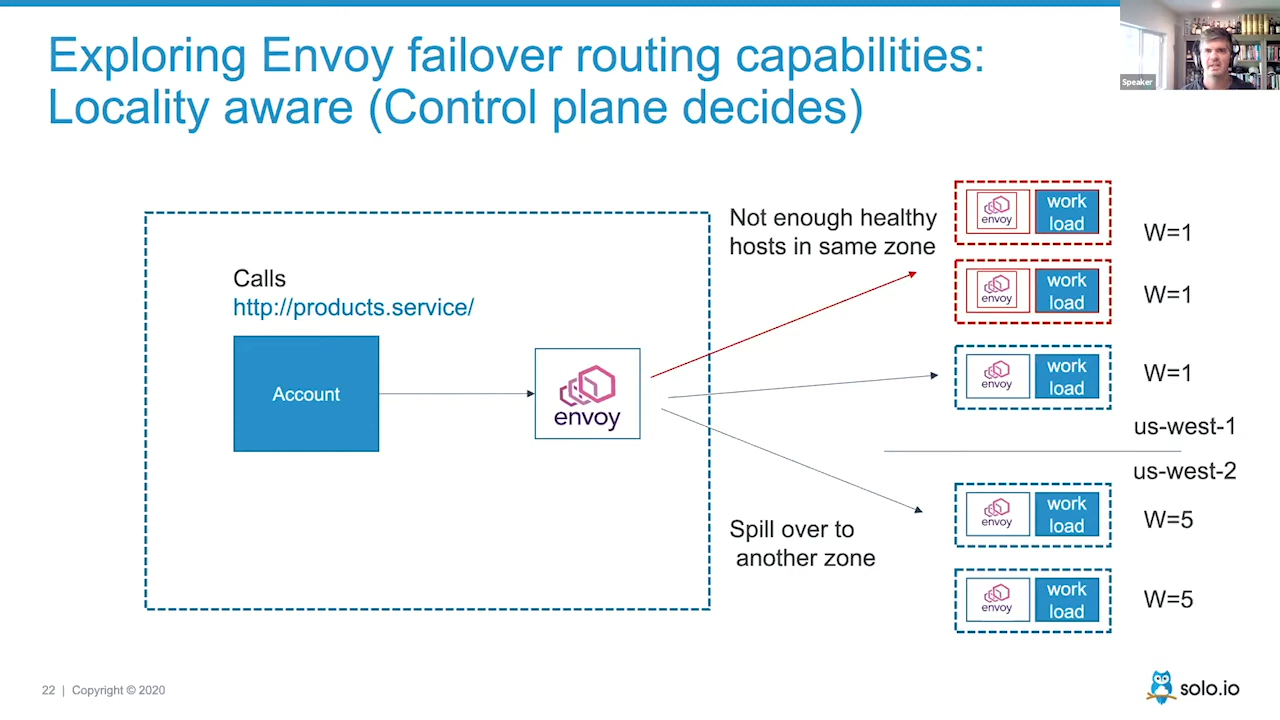 Exploring Envoy failover routing capabilities:
Locality aware (Control plane decides)
Speaker
Calls
http://products.service/
Account
envoy
Not enough healthy
hosts in same zone
Spill over to
another zone
envoy
work
load
W=1
envoy
work
load
W=1
envoy
work
load
W=1
us-west-1
us-west-2
envoy
work
load
W=5
envoy
work
load
W=5
22 | Copyright © 2020
solo.io